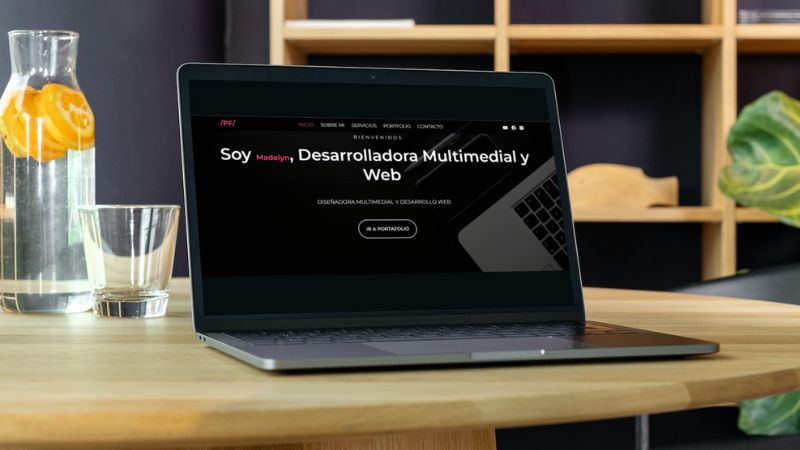 /PF/
INICIO SOBRE MI SERVICIOS PORTFOLIO CONTACTO
BIENVENIDOS
Soy Madelyn, Desarrolladora Multimedial y
Web
DISEÑADORA MULTIMEDIAL Y DESARROLLO WEB
IR A PORTAFOLIO